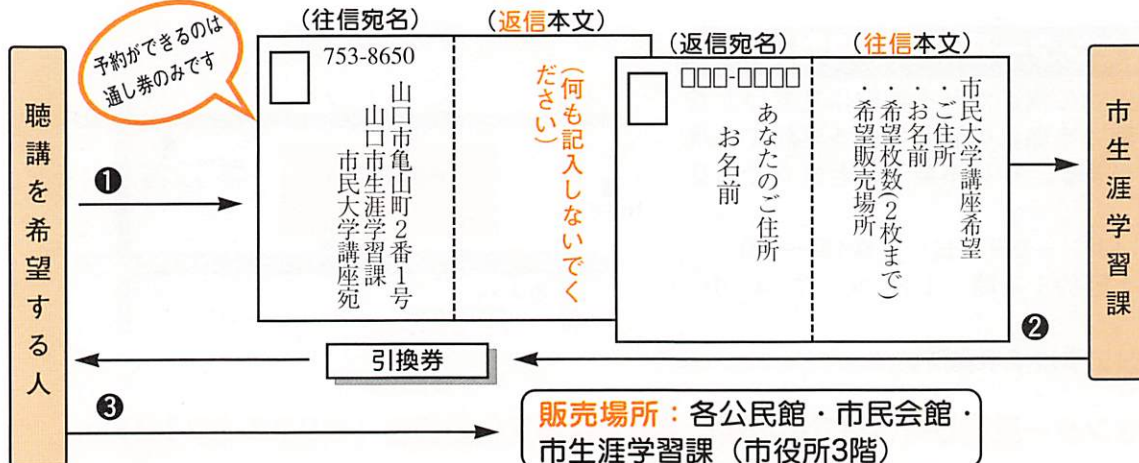 予約ができるのは
通し券のみです
聴講を希望する人
❶
(往信宛名)
753-8650
山口市亀山町2番1号
山口市生涯学習課
市民大学講座宛
(返信本文)
(何も記入しないでく
ださい)
(返信宛名)
□□□-□□□□
あなたのご住所
お名前
(往信本文)
市民大学講座希望
・ご住所
・お名前
・希望枚数(2枚まで)
・希望販売場所
市生涯学習課
❷
引換券
❸
販売場所：各公民館・市民会館・
市生涯学習課（市役所3階）